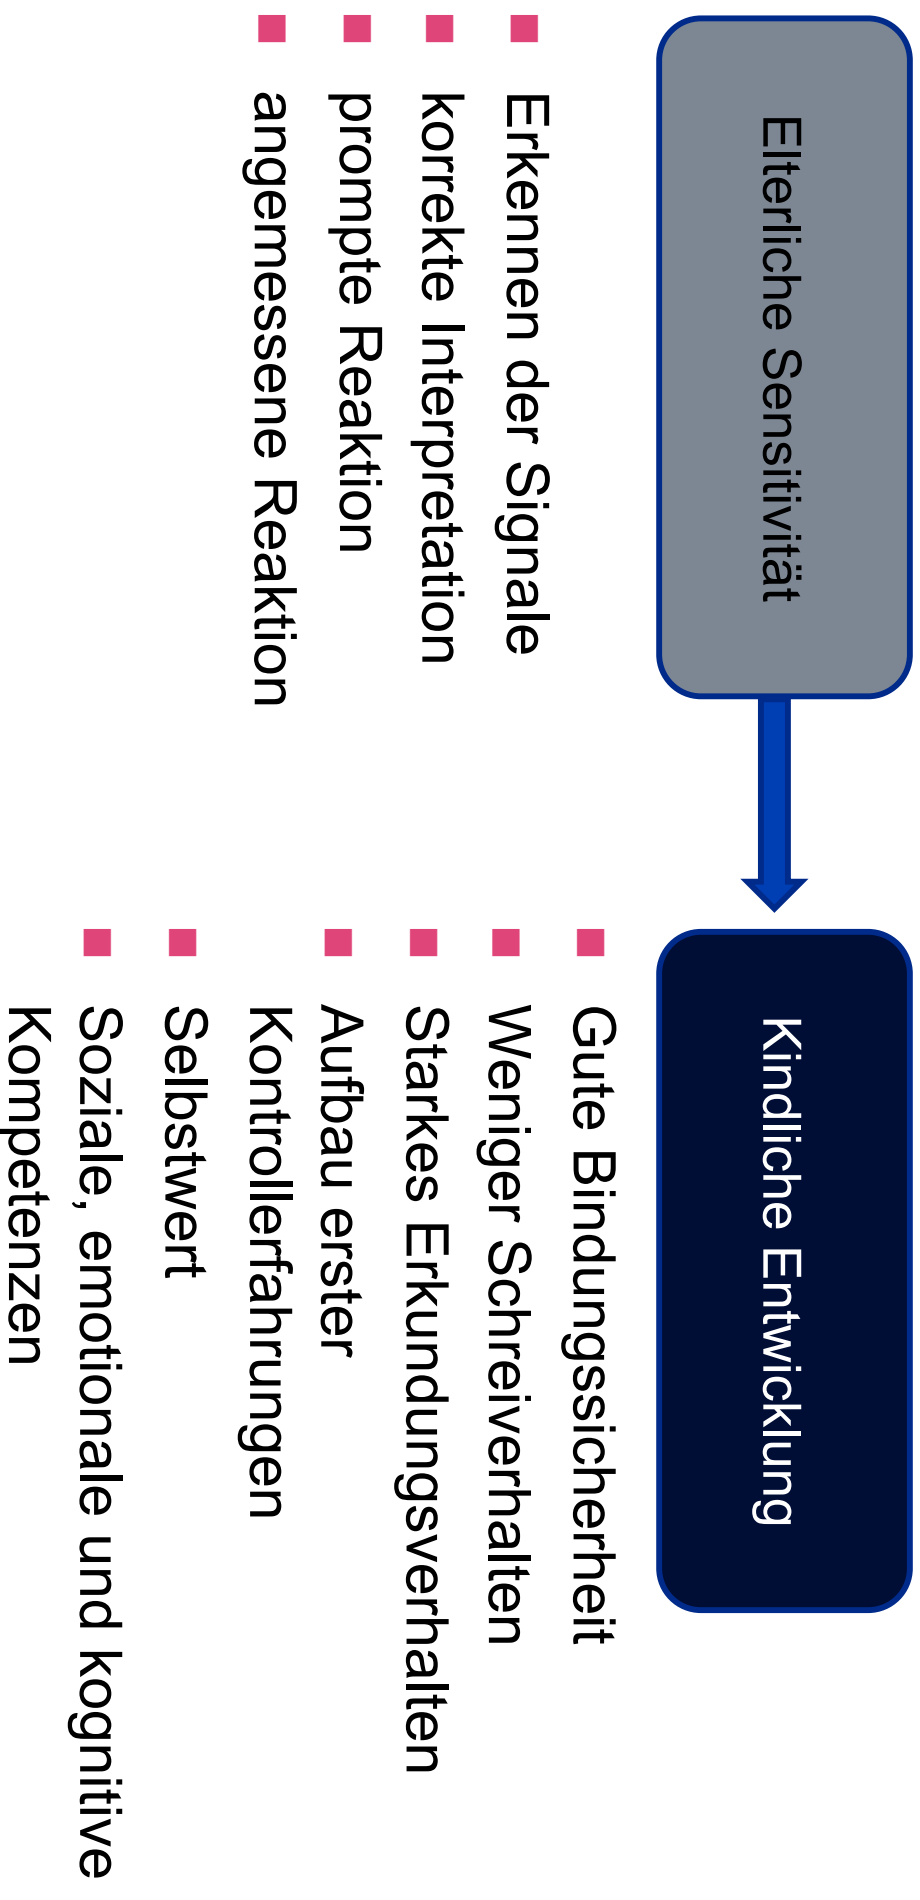 Elterliche Sensitivität
Erkennen der Signale
korrekte Interpretation
prompte Reaktion
angemessene Reaktion
Kindliche Entwicklung
Gute Bindungssicherheit
Weniger Schreiverhalten
Starkes Erkundungsverhalten
Aufbau erster
Kontrollerfahrungen
Selbstwert
Soziale, emotionale und kognitive
Kompetenzen